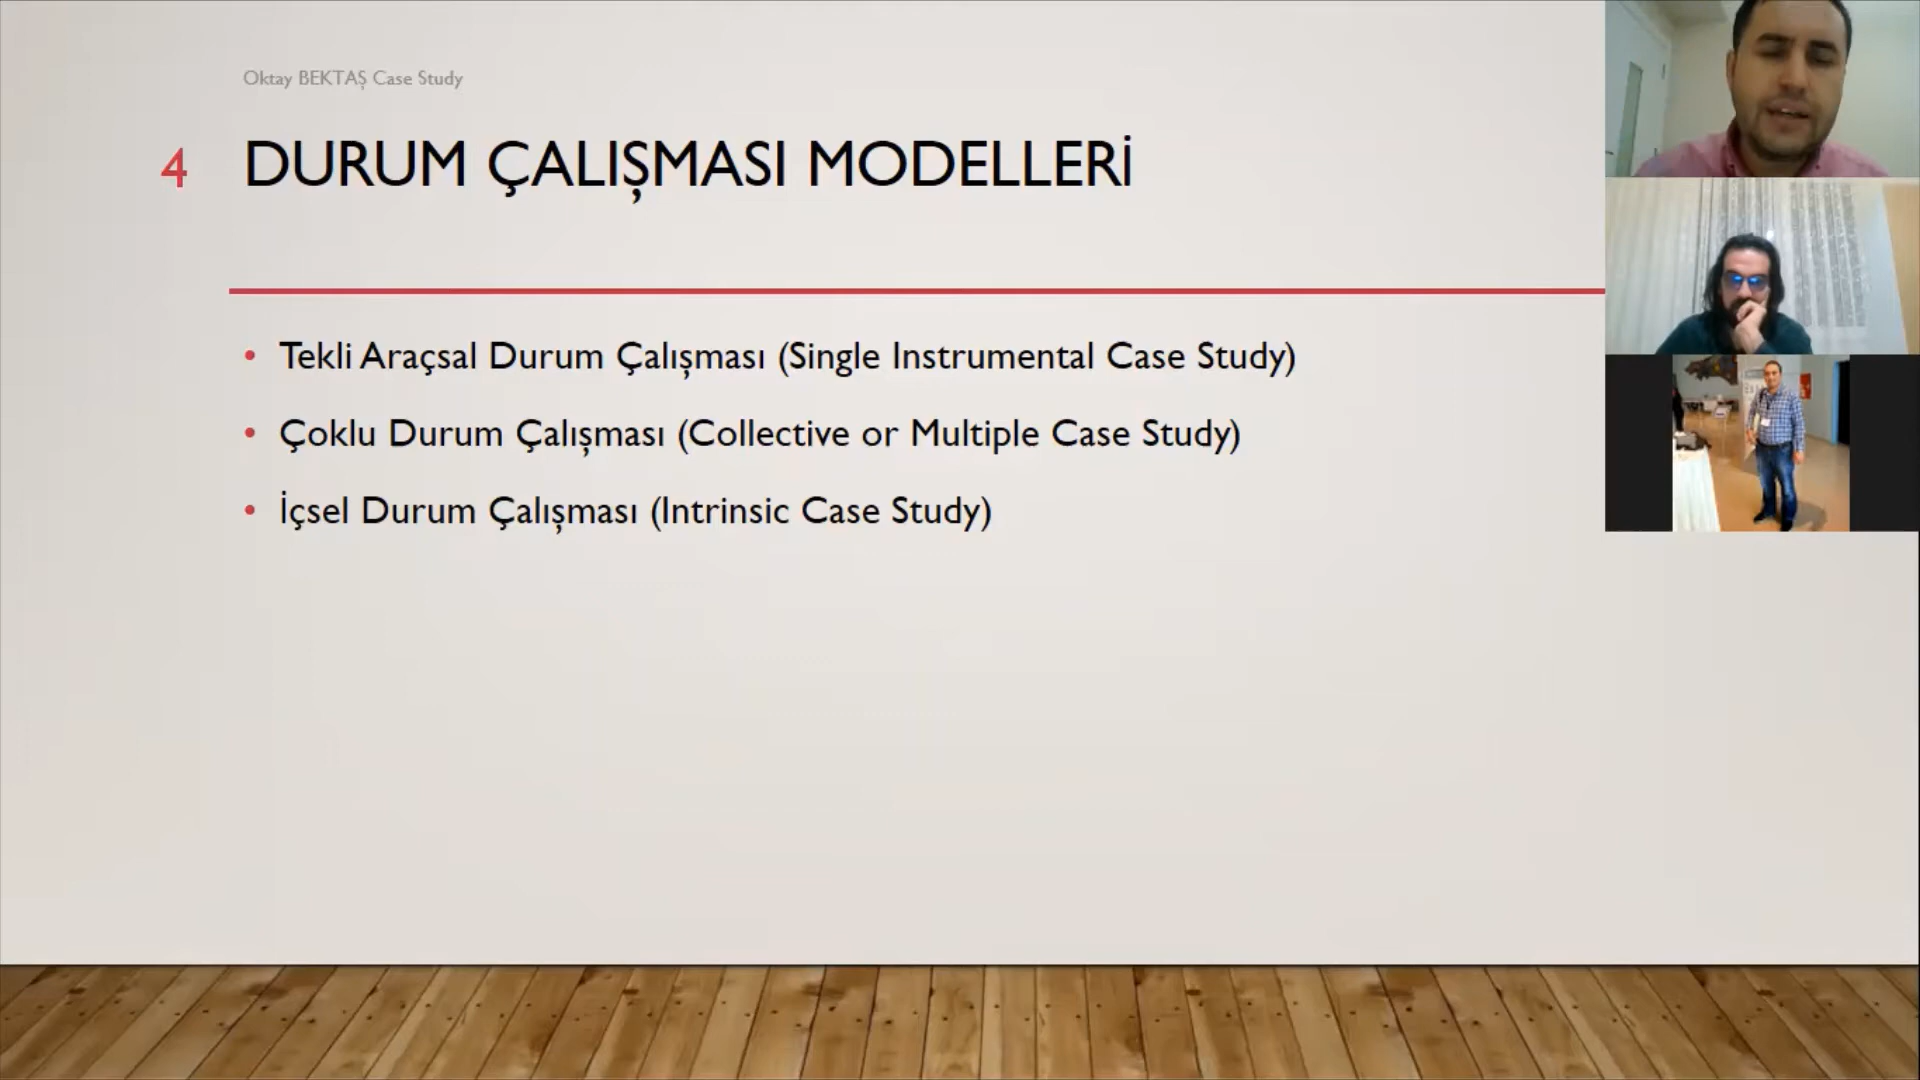 Oktay BEKTAŞ Case Study
4 DURUM ÇALIŞMASI MODELLERİ
• Tekli Araçsal Durum Çalışması (Single Instrumental Case Study)
• Çoklu Durum Çalışması (Collective or Multiple Case Study)
• İçsel Durum Çalışması (Intrinsic Case Study)